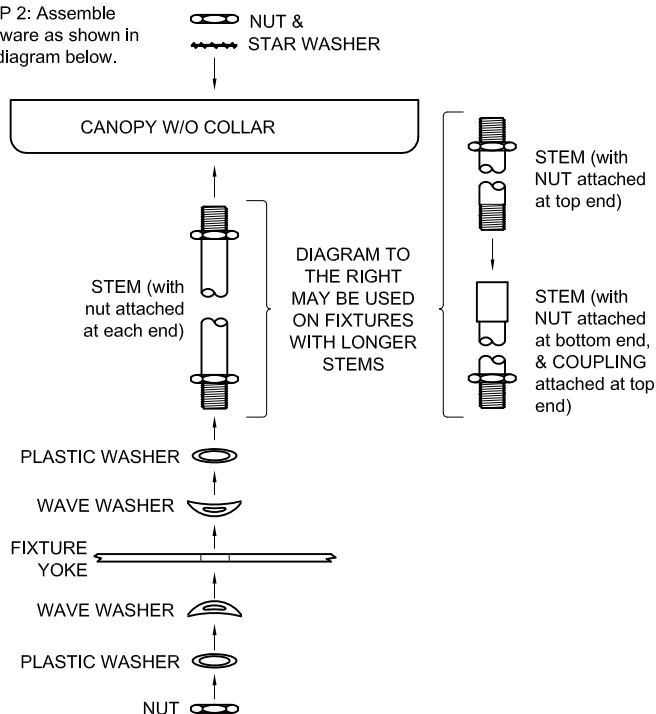 P 2: Assemble
ware as shown in
diagram below.
NUT &
STAR WASHER
CANOPY W/O COLLAR
STEM (with
nut attached
at each end)
DIAGRAM TO
THE RIGHT
MAY BE USED
ON FIXTURES
WITH LONGER
STEMS
STEM (with
NUT attached
at top end)
STEM (with
NUT attached
at bottom end,
& COUPLING
attached at top
end)
PLASTIC WASHER
WAVE WASHER
FIXTURE
YOKE
WAVE WASHER
PLASTIC WASHER
NUT